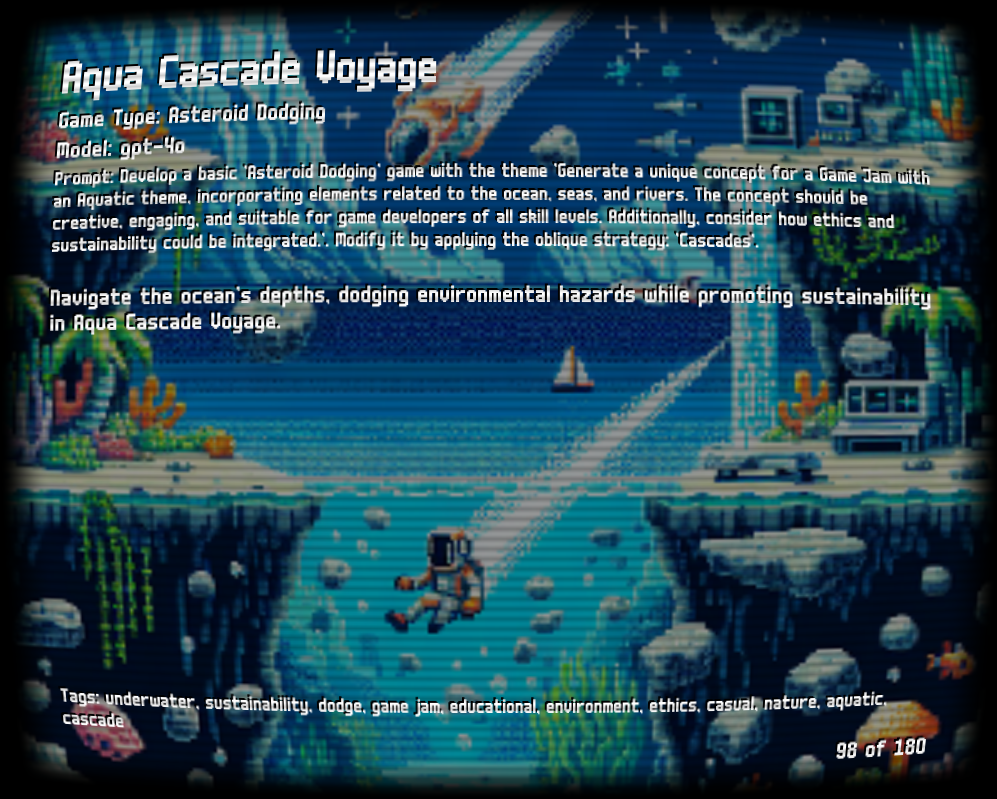 Aqua Cascade Voyage
Game Type: Asteroid Dodging
Model: gpt-4o
Prompt: Develop a basic 'Asteroid Dodging' game with the theme 'Generate a unique concept for a Game Jam with
an Aquatic theme, incorporating elements related to the ocean, seas, and rivers. The concept should be
creative, engaging, and suitable for game developers of all skill levels. Additionally, consider how ethics and
sustainability could be integrated.'. Modify it by applying the oblique strategy: 'Cascades'.
Navigate the ocean's depths, dodging environmental hazards while promoting sustainability
in Aqua Cascade Voyage.
Tags: underwater, sustainability, dodge, game jam, educational, environment, ethics, casual, nature, aquatic,
cascade
98 of 180